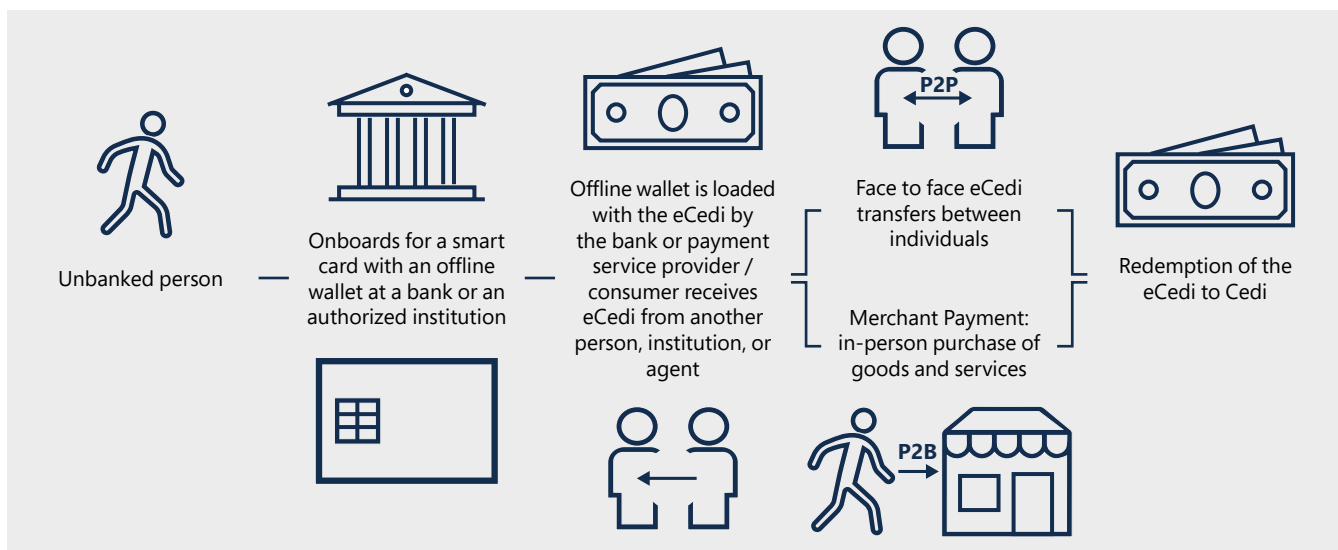 Unbanked person
Onboards for a smart
card with an offline
wallet at a bank or an
authorized institution
Offline wallet is loaded
with the eCedi by
the bank or payment
service provider /
consumer receives
eCedi from another
person, institution, or
agent
P2P
Face to face eCedi
transfers between
individuals
Merchant Payment:
in-person purchase of
goods and services
P2B
Redemption of the
eCedi to Cedi